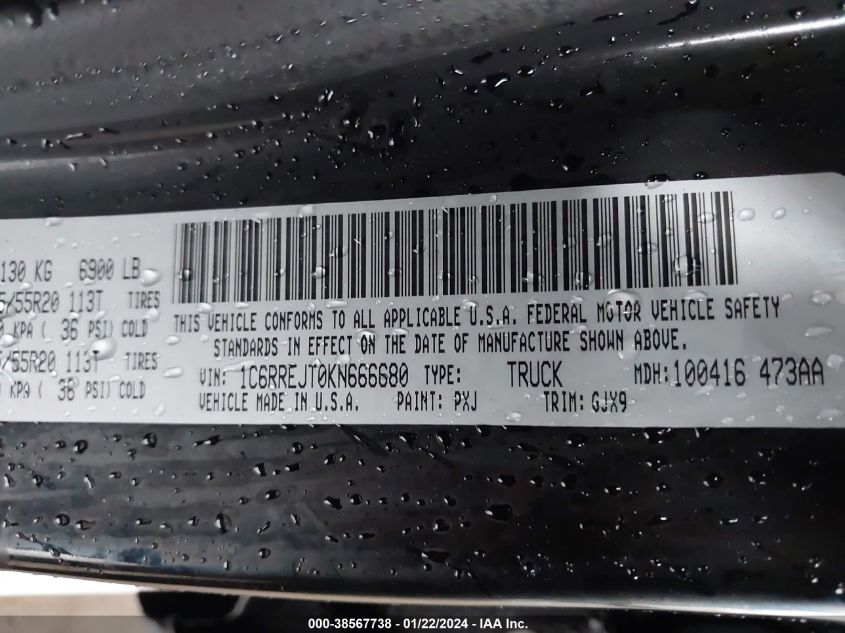 130 KG 6900 LB
/55R20 113T TIRES
KPA ( 36 PSI) COLD
/55R20 113T TIRES
KPA ( 36 PSI) COLD
THIS VEHICLE CONFORMS TO ALL APPLICABLE U.S.A. FEDERAL MOTOR VEHICLE SAFETY
STANDARDS IN EFFECT ON THE DATE OF MANUFACTURE SHOWN ABOVE.
VIN: 1C6RREJT0KN666680 TYPE: TRUCK MDH: 100416 473AA
VEHICLE MADE IN U.S.A. PAINT: PXJ TRIM: GJX9
000-38567738 - 01/22/2024 - IAA Inc.